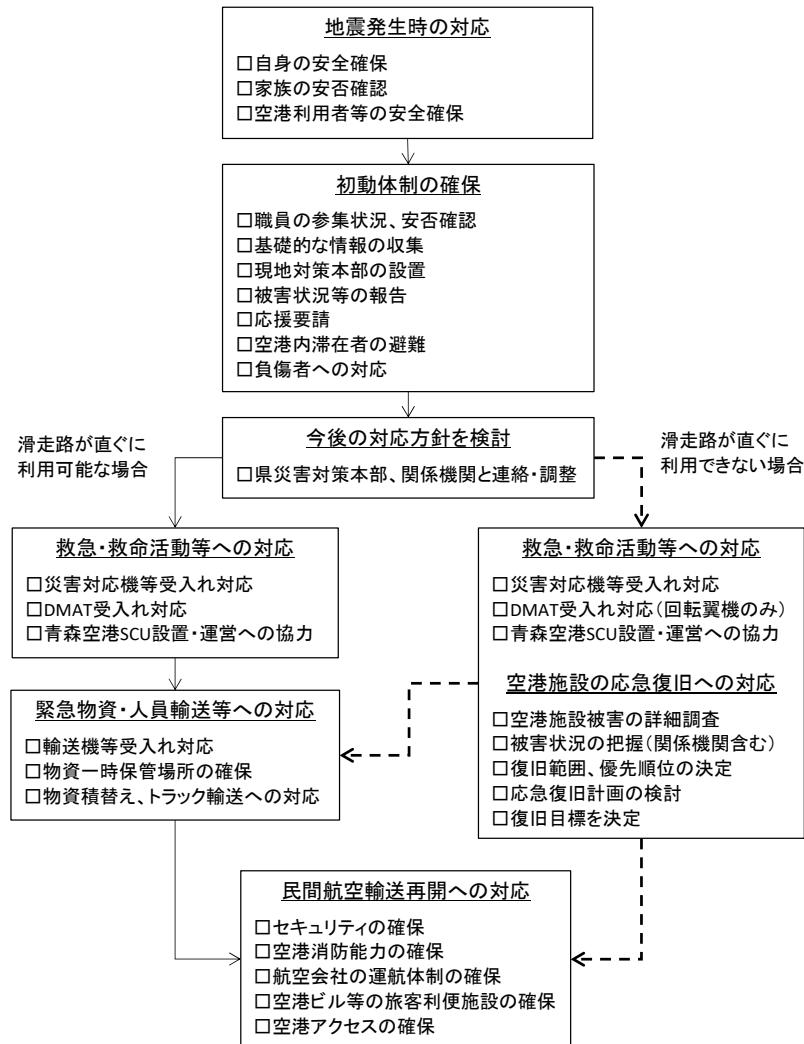 地震発生時の対応
□自身の安全確保
□家族の安否確認
□空港利用者等の安全確保
初動体制の確保
□職員の参集状況、安否確認
□基礎的な情報の収集
□現地対策本部の設置
□被害状況等の報告
□応援要請
□空港内滞在者の避難
□負傷者への対応
滑走路が直ぐに
利用可能な場合
今後の対応方針を検討
□県災害対策本部、関係機関と連絡・調整
滑走路が直ぐに
利用できない場合
救急・救命活動等への対応
□災害対応機等受入れ対応
□DMAT受入れ対応
□青森空港SCU設置・運営への協力
救急・救命活動等への対応
□災害対応機等受入れ対応
□DMAT受入れ対応(回転翼機のみ)
□青森空港SCU設置・運営への協力
空港施設の応急復旧への対応
□空港施設被害の詳細調査
□被害状況の把握(関係機関含む)
□復旧範囲、優先順位の決定
□応急復旧計画の検討
□復旧目標を決定
緊急物資・人員輸送等への対応
□輸送機等受入れ対応
□物資一時保管場所の確保
□物資積替え、トラック輸送への対応
民間航空輸送再開への対応
□セキュリティの確保
□空港消防能力の確保
□航空会社の運航体制の確保
□空港ビル等の旅客利便施設の確保
□空港アクセスの確保